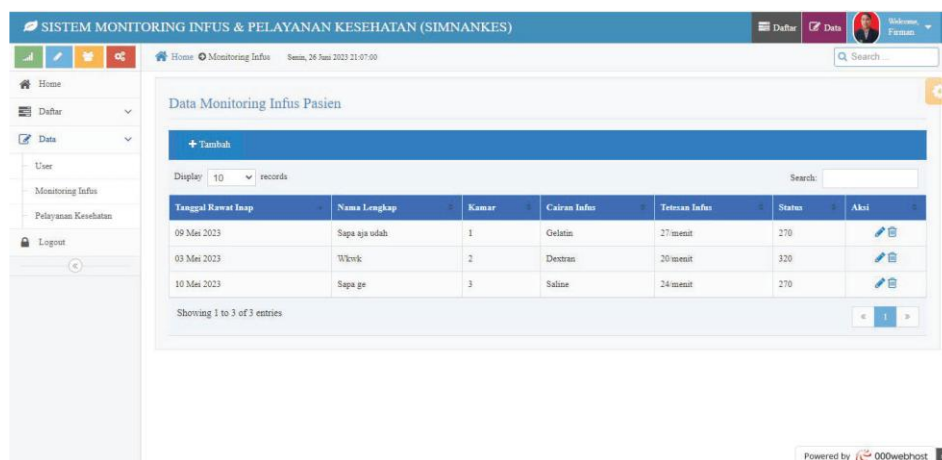 SISTEM MONITORING INFUS & PELAYANAN KESEHATAN (SIMNANKES)
Daftar
Data
Welcome,
Firman
Home Monitoring Infus Senin, 26 Juni 2023 21:07:00
Search ...
Home
Daftar
Data
User
Monitoring Infus
Pelayanan Kesehatan
Logout
Data Monitoring Infus Pasien
+ Tambah
Display 10 records
Search:
Tanggal Rawat Inap Nama Lengkap Kamar Cairan Infus Tetesan Infus Status Aksi
09 Mei 2023 Sapa aja udah 1 Gelatin 27/menit 270
03 Mei 2023 Wkwk 2 Dextran 20/menit 320
10 Mei 2023 Sapa ge 3 Saline 24/menit 270
Showing 1 to 3 of 3 entries
« 1 »
Powered by 000webhost